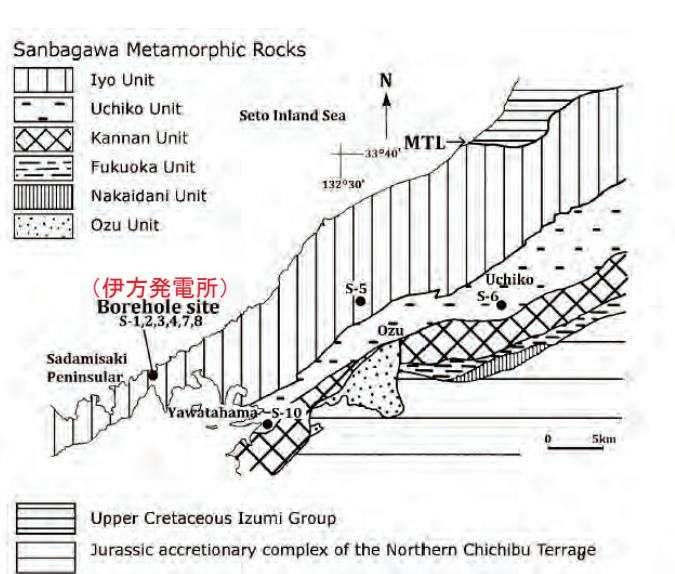 Sanbagawa Metamorphic Rocks
Iyo Unit
Uchiko Unit
Kannan Unit
Fukuoka Unit
Nakaidani Unit
Ozu Unit
N
Seto Inland Sea
MTL→
33°40'
132°30'
(伊方発電所)
Borehole site
S-1,2,3,4,7,8
S-5
Uchiko
S-6
Ozu
Sadamisaki
Peninsular
Yawatahama
S-10
0 5km
Upper Cretaceous Izumi Group
Jurassic accretionary complex of the Northern Chichibu Terrage